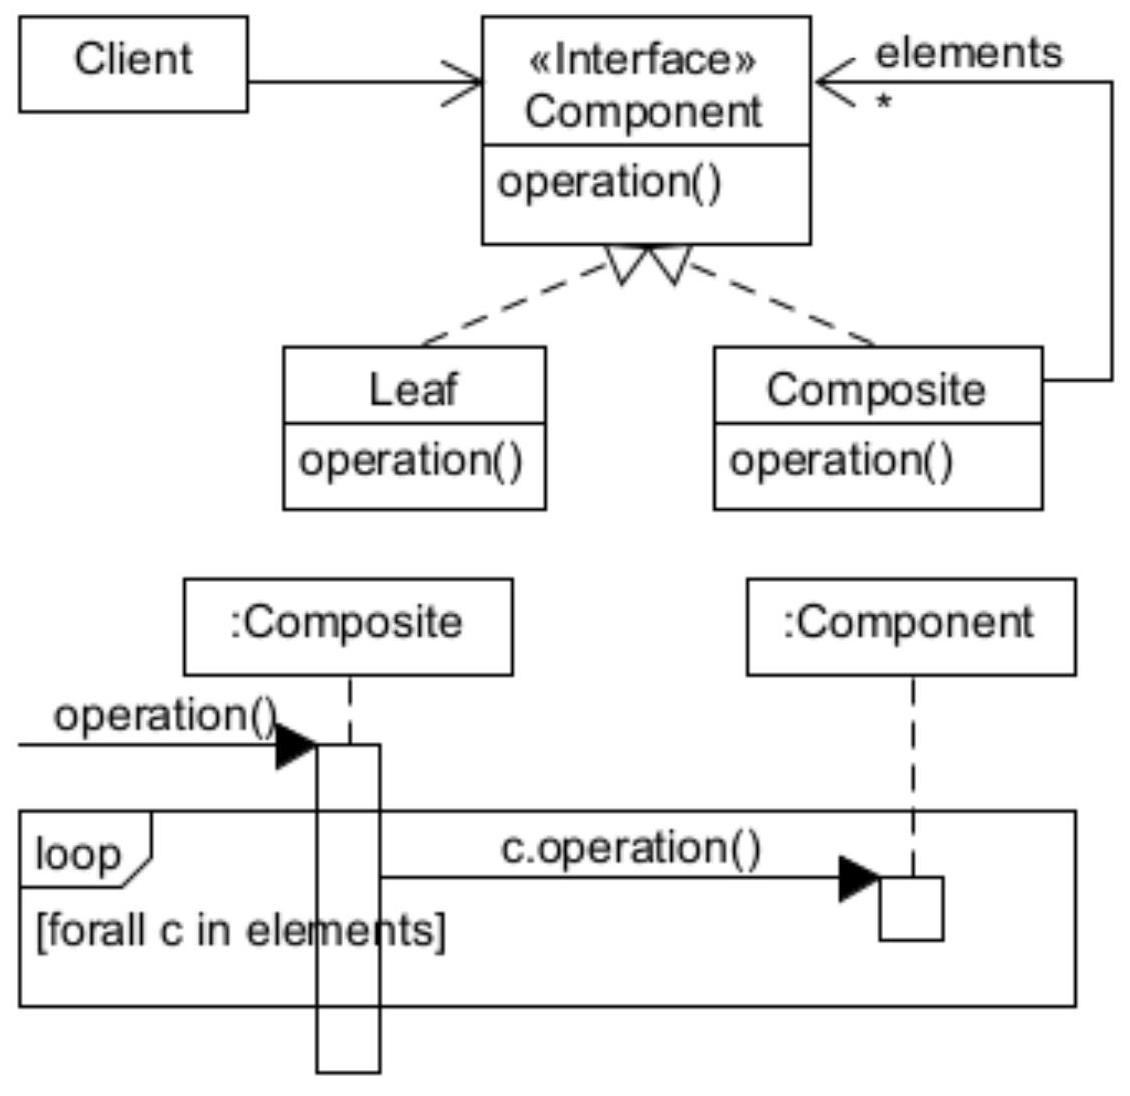 Client
«Interface»
Component
operation()
elements
*
Leaf
operation()
Composite
operation()
:Composite
:Component
operation()
loop
c.operation()
[forall c in elements]